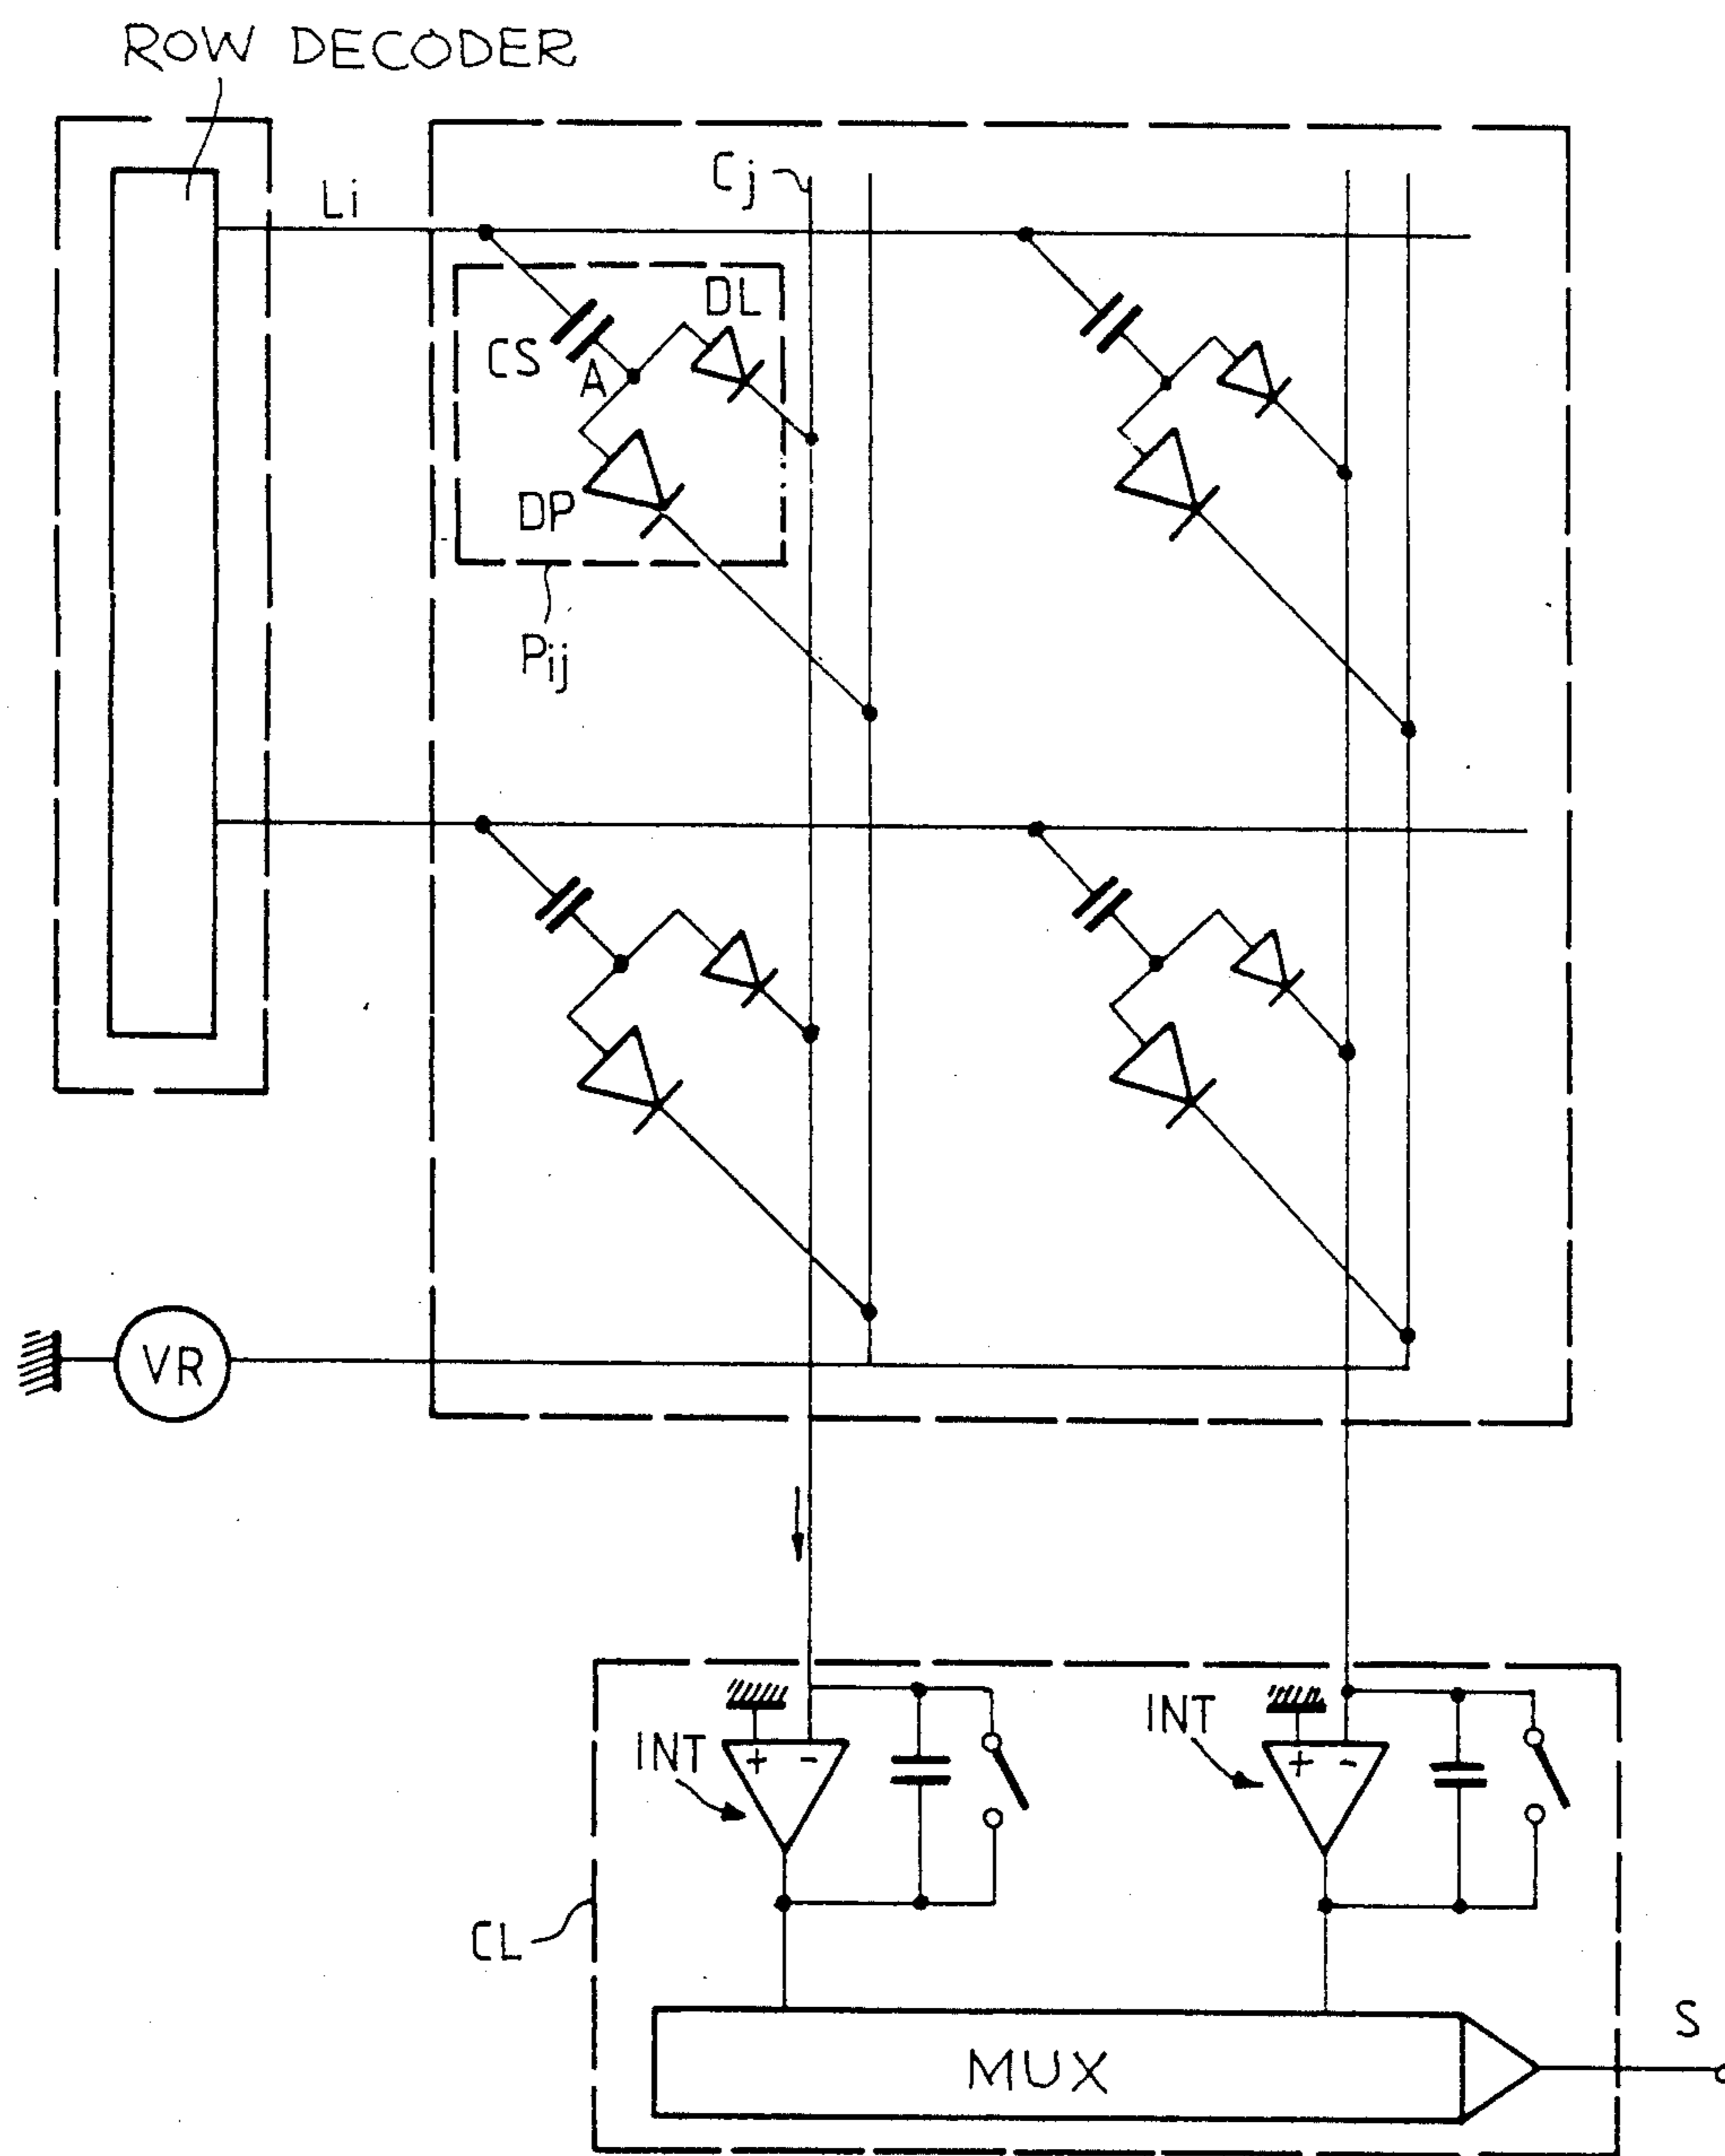 ROW DECODER
Li
Cj
DL
CS
A
DP
Pij
VR
INT
+ -
INT
+ -
CL
MUX
S